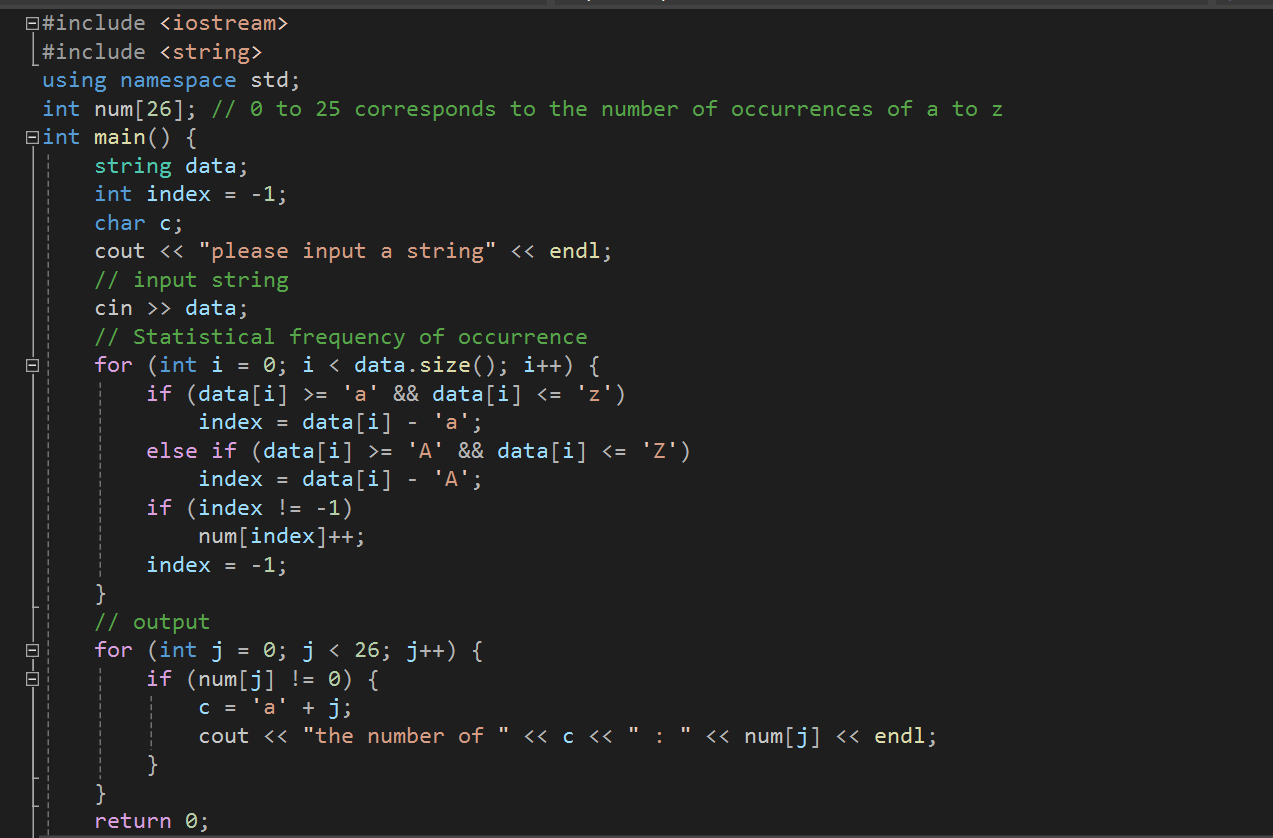 #include <iostream>
#include <string>
using namespace std;
int num[26]; // 0 to 25 corresponds to the number of occurrences of a to z
int main() {
    string data;
    int index = -1;
    char c;
    cout << "please input a string" << endl;
    // input string
    cin >> data;
    // Statistical frequency of occurrence
    for (int i = 0; i < data.size(); i++) {
        if (data[i] >= 'a' && data[i] <= 'z')
            index = data[i] - 'a';
        else if (data[i] >= 'A' && data[i] <= 'Z')
            index = data[i] - 'A';
        if (index != -1)
            num[index]++;
        index = -1;
    }
    // output
    for (int j = 0; j < 26; j++) {
        if (num[j] != 0) {
            c = 'a' + j;
            cout << "the number of " << c << " : " << num[j] << endl;
        }
    }
    return 0;